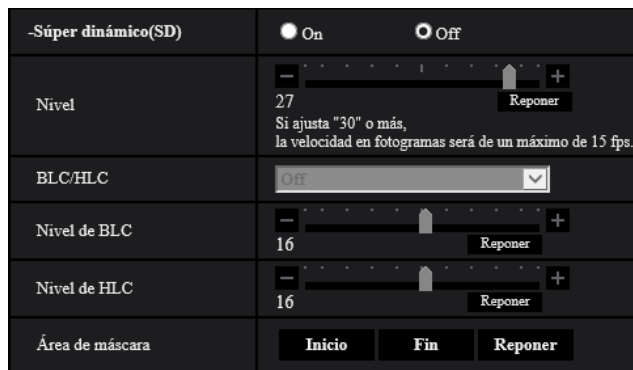 -Súper dinámico(SD)
On Off
Nivel
27 Reponer
Si ajusta "30" o más,
la velocidad en fotogramas será de un máximo de 15 fps.
BLC/HLC
Off
Nivel de BLC
16 Reponer
Nivel de HLC
16 Reponer
Área de máscara
Inicio Fin Reponer